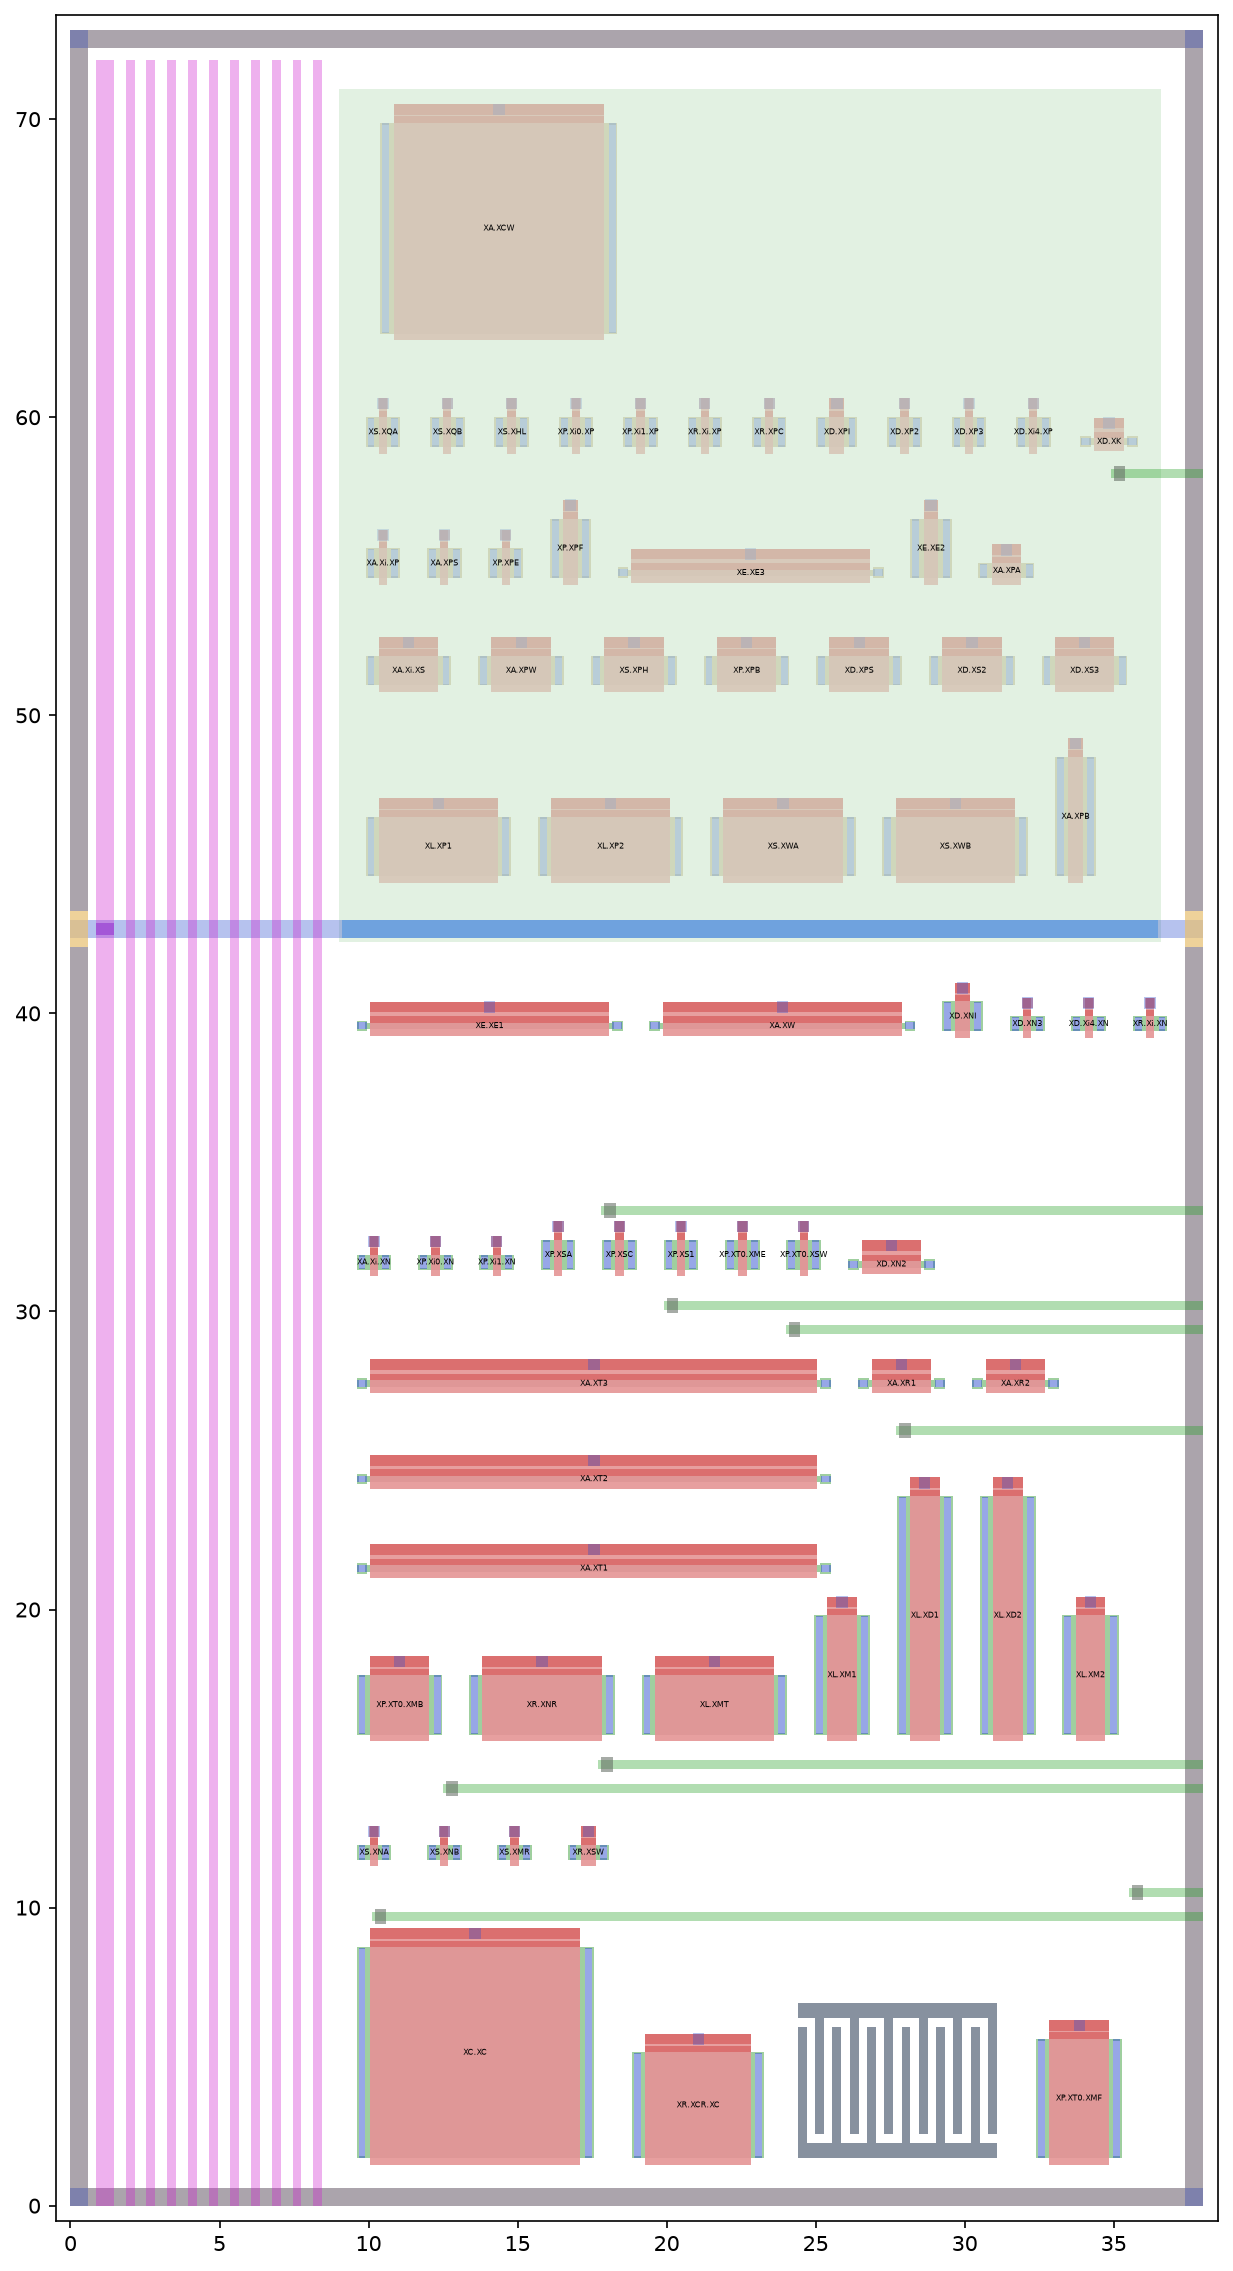 70
XA.XCW
60
XS.XQA XS.XQB XS.XHL XP.Xi0.XP XP.Xi1.XP XR.Xi.XP XR.XPC XD.XPI XD.XP2 XD.XP3 XD.Xi4.XP XD.XK
XA.Xi.XP XA.XPS XP.XPE XP.XPF XE.XE3 XE.XE2 XA.XPA
XA.Xi.XS XA.XPW XS.XPH XP.XPB XD.XPS XD.XS2 XD.XS3
50
XL.XP1 XL.XP2 XS.XWA XS.XWB XA.XPB
40
XE.XE1 XA.XW XD.XNI XD.XN3 XD.Xi4.XN XR.Xi.XN
XA.Xi.XN XP.Xi0.XN XP.Xi1.XN XP.XSA XP.XSC XP.XS1 XP.XT0.XME XP.XT0.XSW XD.XN2
30
XA.XT3 XA.XR1 XA.XR2
XA.XT2
XA.XT1
20
XL.XD1 XL.XD2
XP.XT0.XMB XR.XNR XL.XMT XL.XM1 XL.XM2
XS.XNA XS.XNB XS.XMR XR.XSW
10
XC.XC XR.XCR.XC XP.XT0.XMF
0
0 5 10 15 20 25 30 35